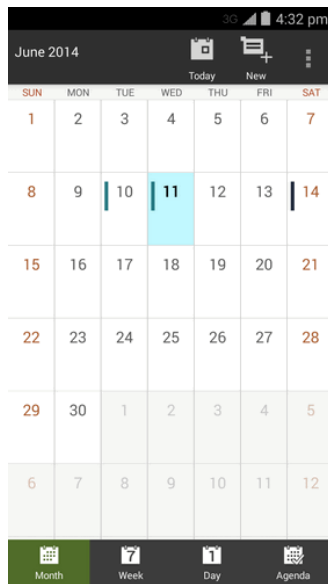 3G 4:32 pm
June 2014
Today New
SUN MON TUE WED THU FRI SAT
1 2 3 4 5 6 7
8 9 10 11 12 13 14
15 16 17 18 19 20 21
22 23 24 25 26 27 28
29 30 1 2 3 4 5
6 7 8 9 10 11 12
7 1
Month Week Day Agenda